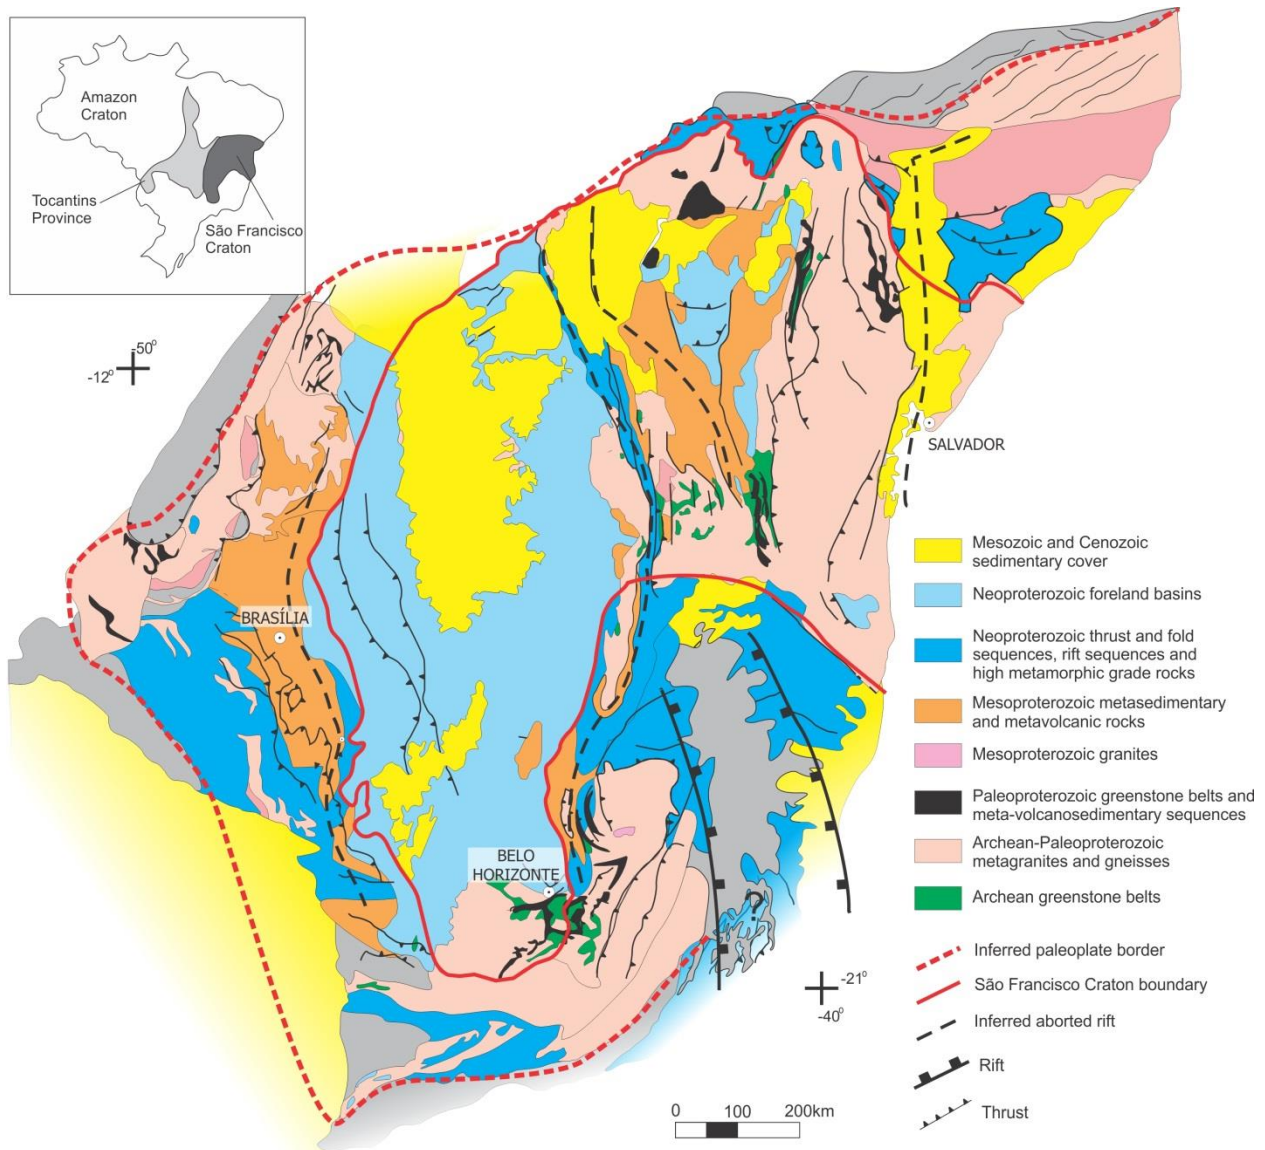 Amazon
Craton
Tocantins
Province
São Francisco
Craton
-50°
-12°
SALVADOR
BRASÍLIA
BELO
HORIZONTE
?
-21°
-40°
Mesozoic and Cenozoic
sedimentary cover
Neoproterozoic foreland basins
Neoproterozoic thrust and fold
sequences, rift sequences and
high metamorphic grade rocks
Mesoproterozoic metasedimentary
and metavolcanic rocks
Mesoproterozoic granites
Paleoproterozoic greenstone belts and
meta-volcanosedimentary sequences
Archean-Paleoproterozoic
metagranites and gneisses
Archean greenstone belts
Inferred paleoplate border
São Francisco Craton boundary
Inferred aborted rift
Rift
Thrust
0 100 200km